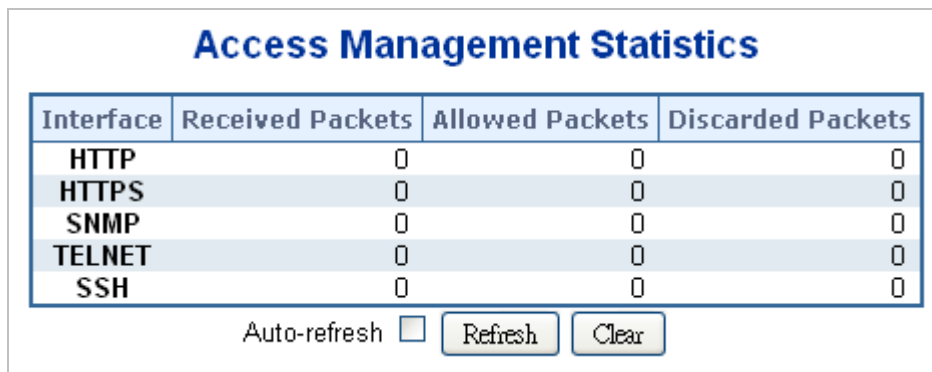 Access Management Statistics
Interface Received Packets Allowed Packets Discarded Packets
HTTP 0 0 0
HTTPS 0 0 0
SNMP 0 0 0
TELNET 0 0 0
SSH 0 0 0
Auto-refresh Refresh Clear